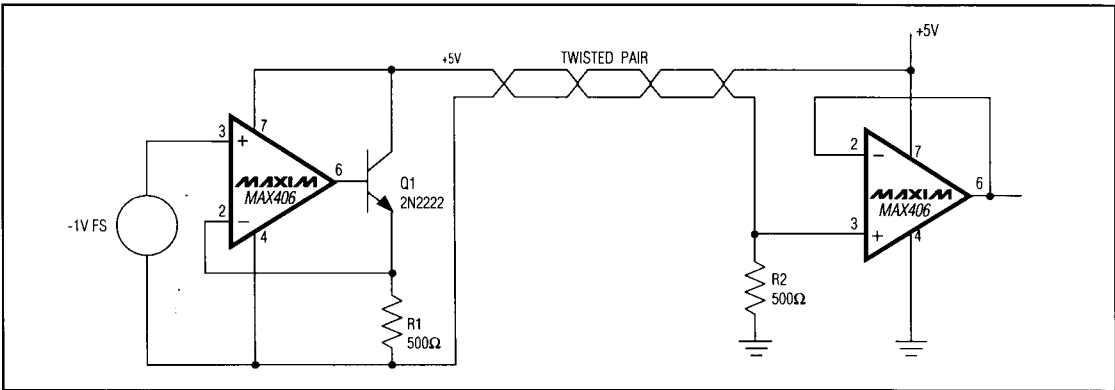 +5V
+5V
TWISTED PAIR
3
+
7
MAXIM
MAX406
6
2
−
4
-1V FS
Q1
2N2222
R1
500Ω
2
−
7
MAXIM
MAX406
6
3
+
4
R2
500Ω